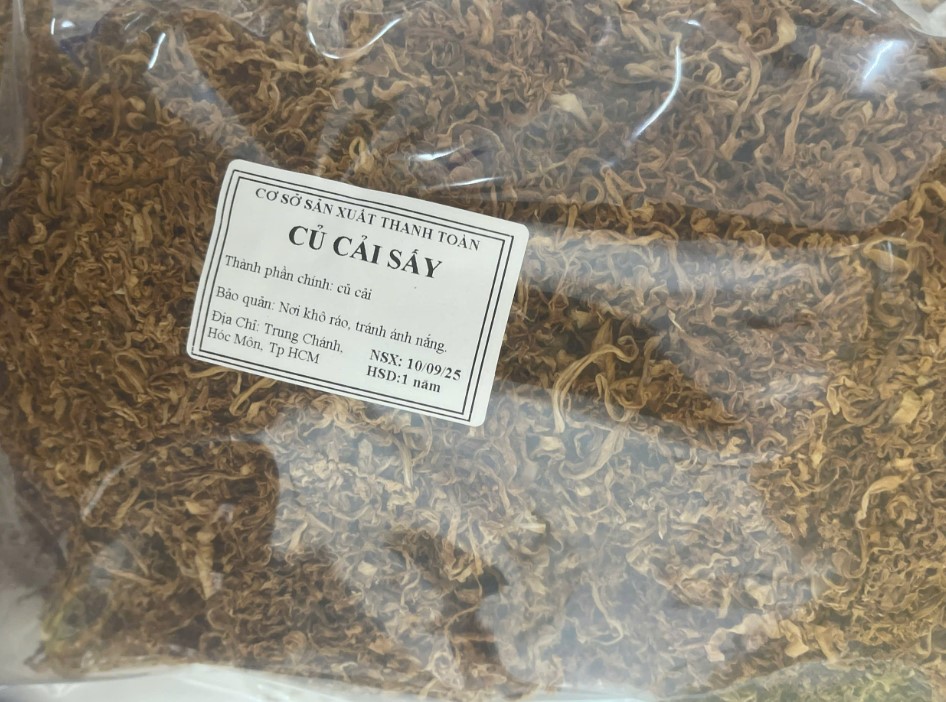 CƠ SỞ SẢN XUẤT THANH TOÀN
CỦ CẢI SẤY
Thành phần chính: củ cải
Bảo quản: Nơi khô ráo, tránh ánh nắng.
Địa Chỉ: Trung Chánh,
Hóc Môn, Tp HCM
NSX: 10/09/25
HSD:1 năm